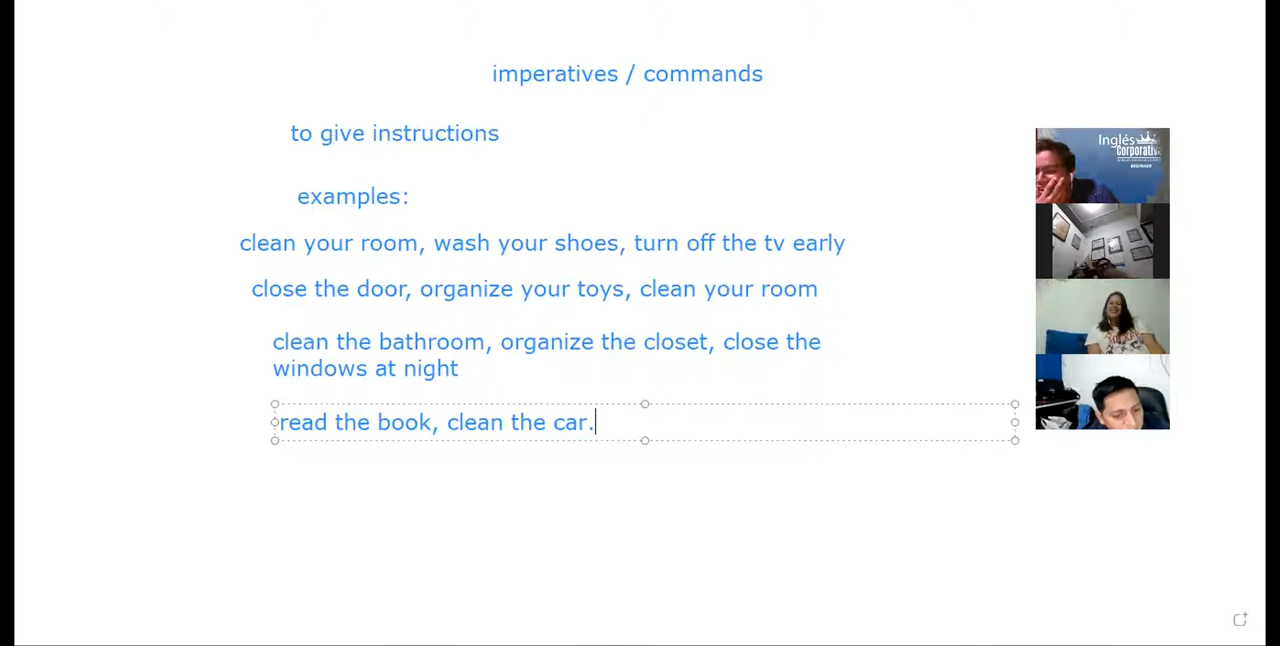 imperatives / commands
to give instructions
examples:
clean your room, wash your shoes, turn off the tv early
close the door, organize your toys, clean your room
clean the bathroom, organize the closet, close the
windows at night
read the book, clean the car.
Inglés
Corporativ